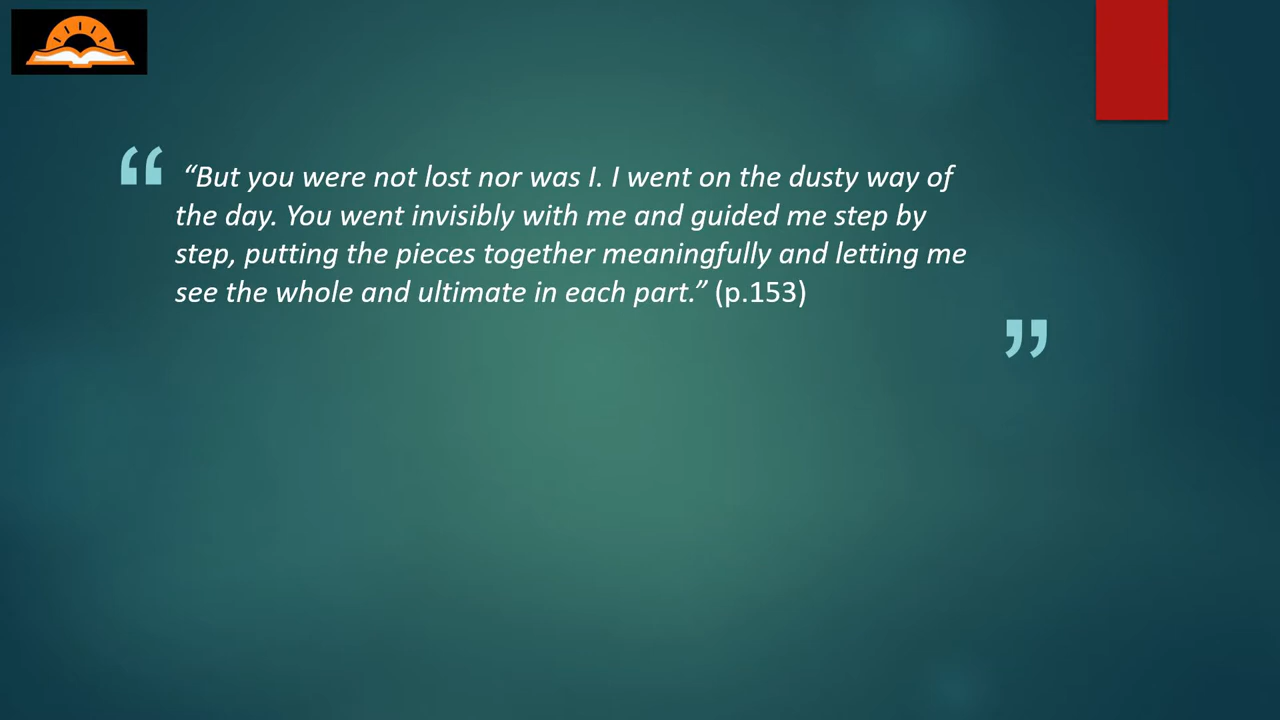 “But you were not lost nor was I. I went on the dusty way of
the day. You went invisibly with me and guided me step by
step, putting the pieces together meaningfully and letting me
see the whole and ultimate in each part.” (p.153)